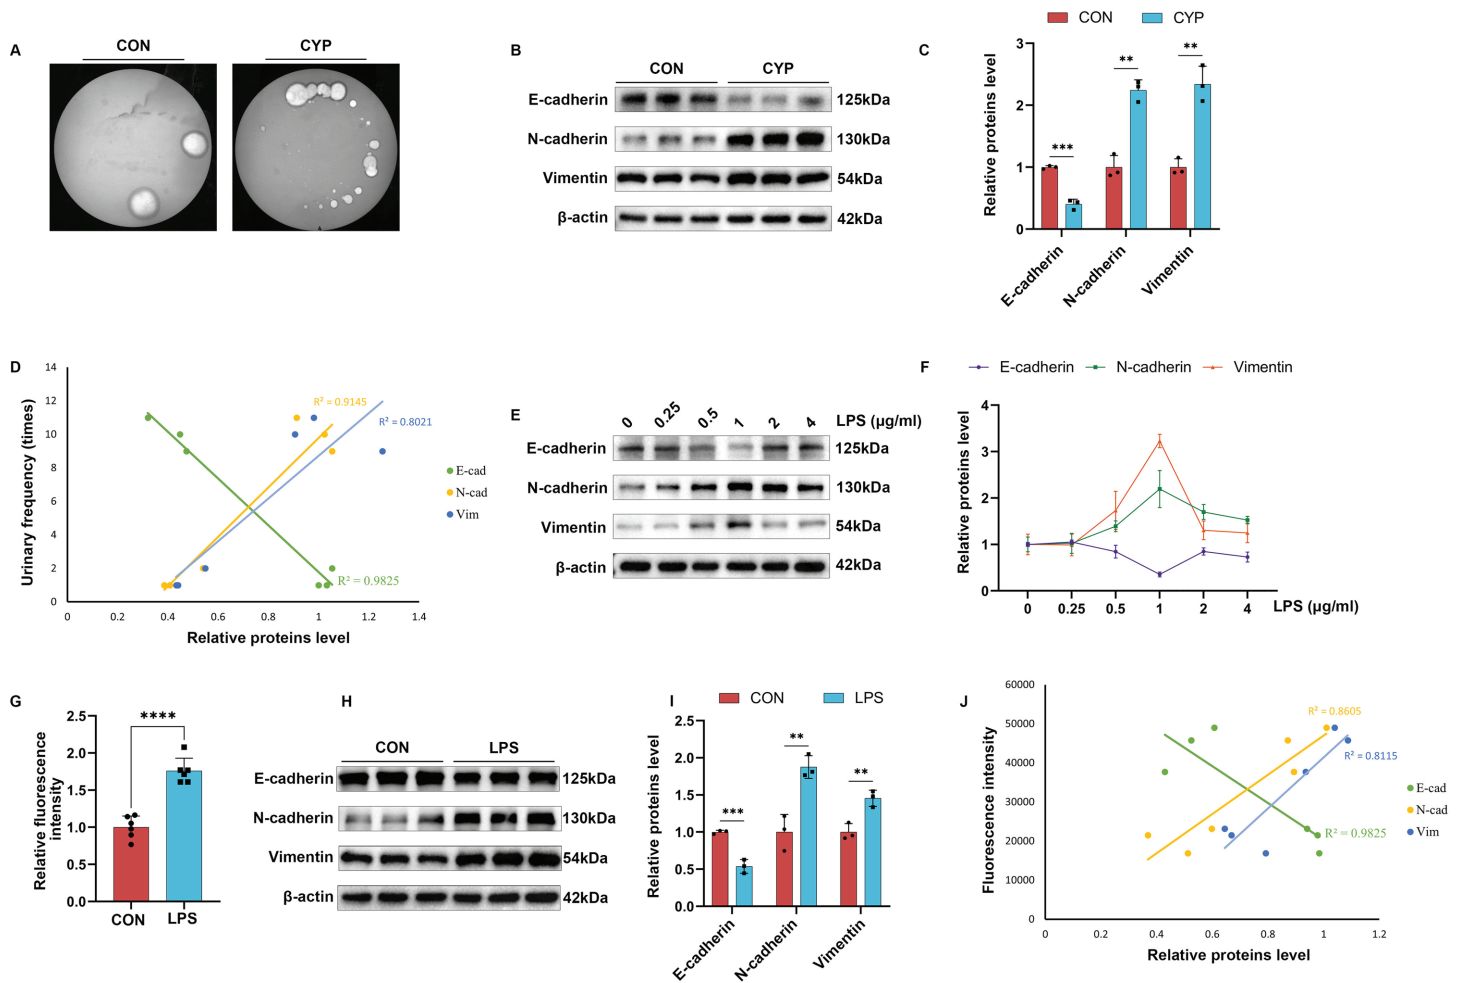 A
CON
CYP
B
CON
CYP
E-cadherin
125kDa
N-cadherin
130kDa
Vimentin
54kDa
β-actin
42kDa
C
CON
CYP
Relative proteins level
3
2
1
0
***
**
**
E-cadherin
N-cadherin
Vimentin
D
Urinary frequency (times)
14
12
10
8
6
4
2
0
0
0.2
0.4
0.6
0.8
1
1.2
1.4
Relative proteins level
R² = 0.9145
R² = 0.8021
R² = 0.9825
E-cad
N-cad
Vim
E
0
0.25
0.5
1
2
4
LPS (μg/ml)
E-cadherin
125kDa
N-cadherin
130kDa
Vimentin
54kDa
β-actin
42kDa
F
E-cadherin
N-cadherin
Vimentin
Relative proteins level
4
3
2
1
0
0
0.25
0.5
1
2
4
LPS (μg/ml)
G
Relative fluorescence
intensity
2.5
2.0
1.5
1.0
0.5
0.0
****
CON
LPS
H
CON
LPS
E-cadherin
125kDa
N-cadherin
130kDa
Vimentin
54kDa
β-actin
42kDa
I
CON
LPS
Relative proteins level
2.5
2.0
1.5
1.0
0.5
0.0
***
**
**
E-cadherin
N-cadherin
Vimentin
J
Fluorescence intensity
60000
50000
40000
30000
20000
10000
0
0
0.2
0.4
0.6
0.8
1
1.2
Relative proteins level
R² = 0.8605
R² = 0.8115
R² = 0.9825
E-cad
N-cad
Vim